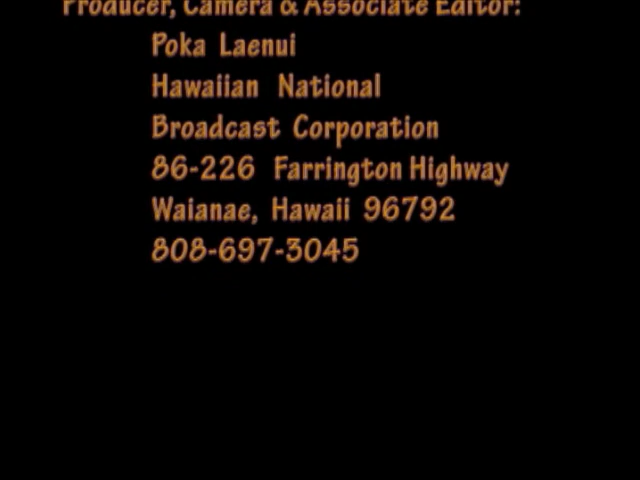 Producer, Camera & Associate Editor:
Poka Laenui
Hawaiian National
Broadcast Corporation
86-226 Farrington Highway
Waianae, Hawaii 96792
808-697-3045